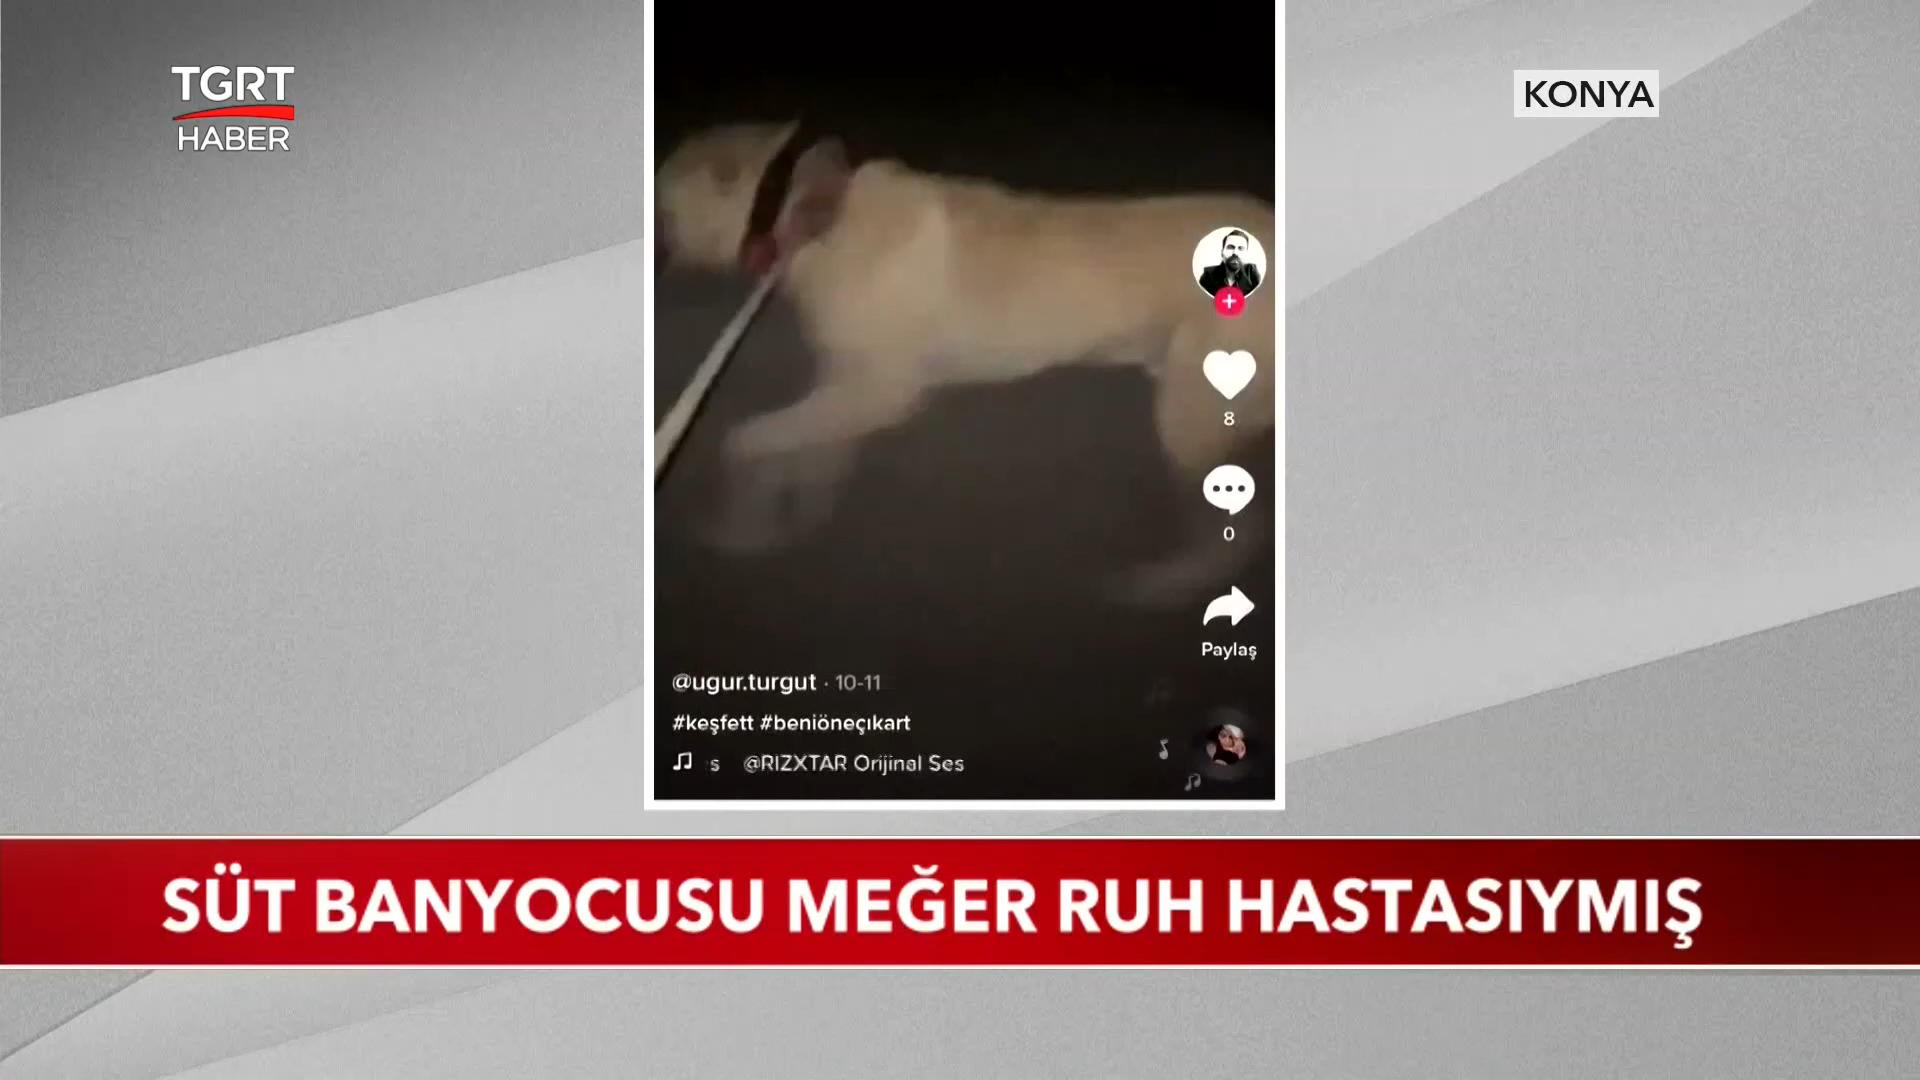 TGRT
HABER
KONYA
8
0
Paylaş
@ugur.turgut · 10-11
#keşfett #beniöneçıkart
s @RIZXTAR Orijinal Ses
SÜT BANYOCUSU MEĞER RUH HASTASIYMIŞ